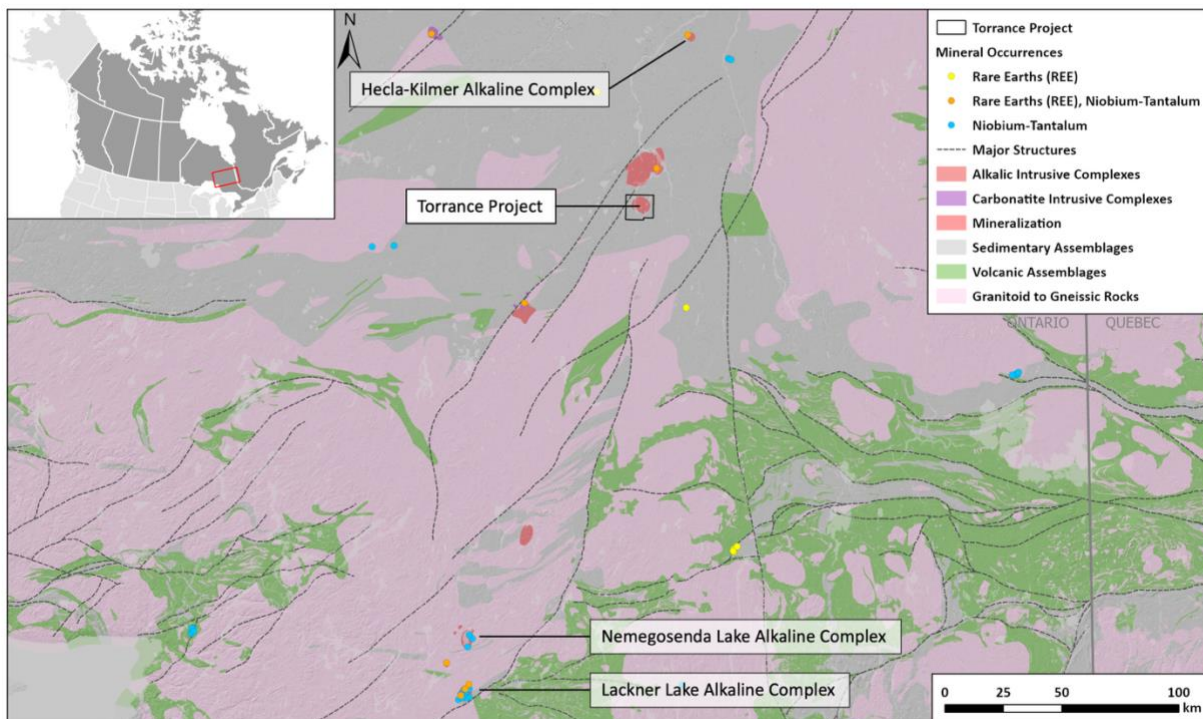 N
Hecla-Kilmer Alkaline Complex
Torrance Project
Nemegosenda Lake Alkaline Complex
Lackner Lake Alkaline Complex
Torrance Project
Mineral Occurrences
Rare Earths (REE)
Rare Earths (REE), Niobium-Tantalum
Niobium-Tantalum
Major Structures
Alkalic Intrusive Complexes
Carbonatite Intrusive Complexes
Mineralization
Sedimentary Assemblages
Volcanic Assemblages
Granitoid to Gneissic Rocks
ONTARIO QUEBEC
0 25 50 100
km